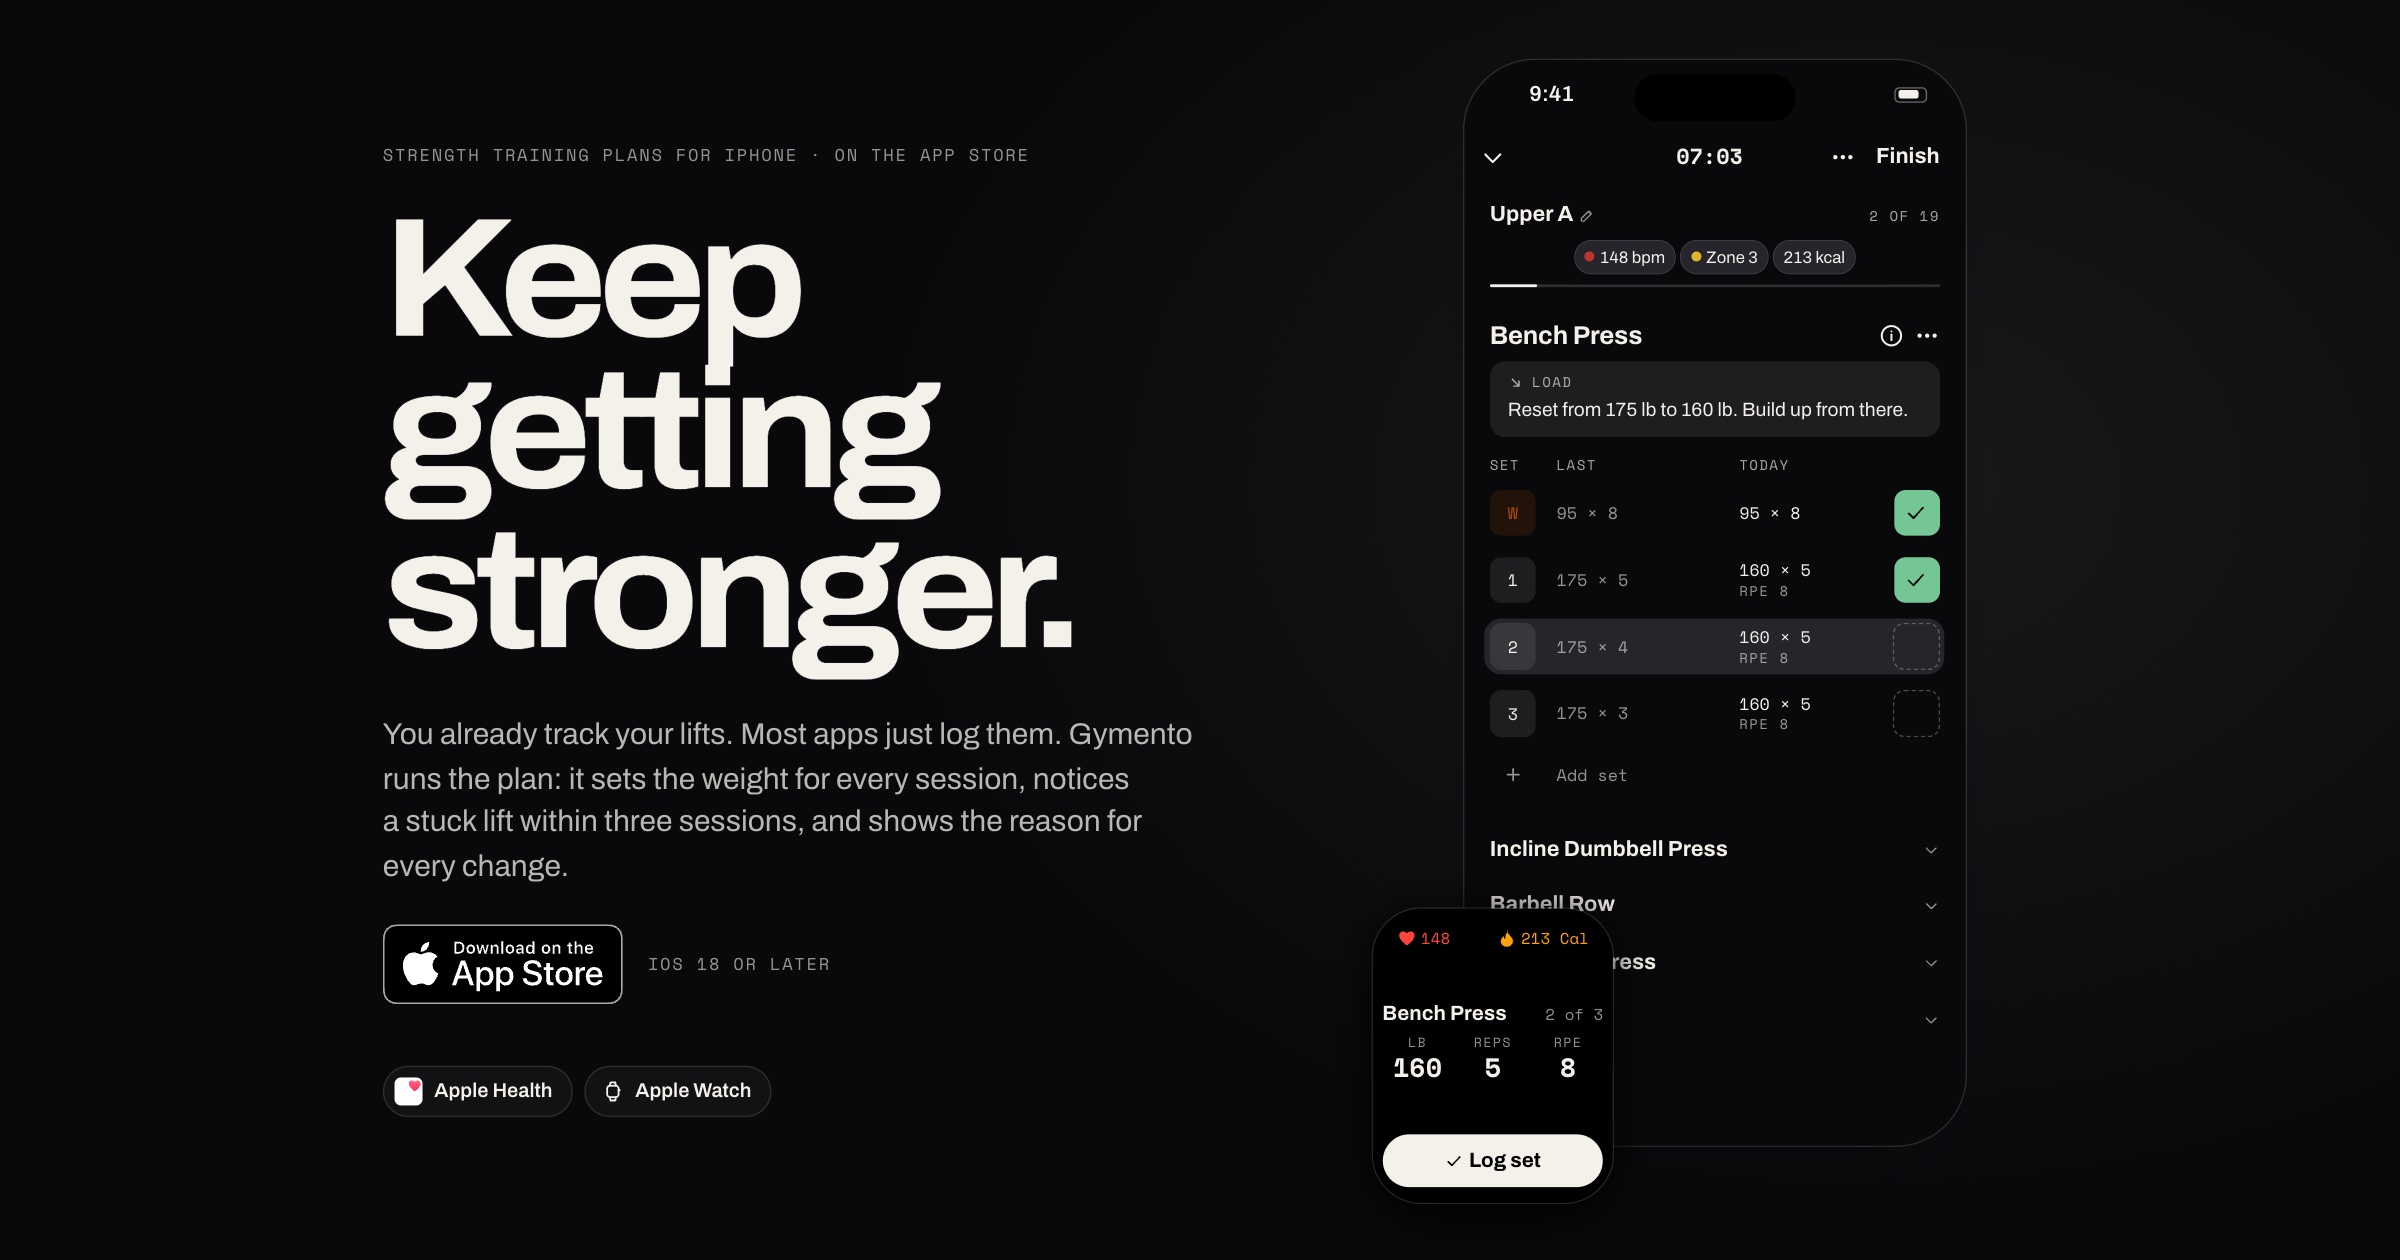 STRENGTH TRAINING PLANS FOR IPHONE · ON THE APP STORE
Keep
getting
stronger.
You already track your lifts. Most apps just log them. Gymento
runs the plan: it sets the weight for every session, notices
a stuck lift within three sessions, and shows the reason for
every change.
Download on the
App Store
IOS 18 OR LATER
Apple Health
Apple Watch
9:41
07:03
Finish
Upper A
2 OF 19
148 bpm
Zone 3
213 kcal
Bench Press
LOAD
Reset from 175 lb to 160 lb. Build up from there.
SET LAST TODAY
W 95 × 8 95 × 8
1 175 × 5 160 × 5
RPE 8
2 175 × 4 160 × 5
RPE 8
3 175 × 3 160 × 5
RPE 8
+ Add set
Incline Dumbbell Press
Barbell Row
ress
148 213 Cal
Bench Press 2 of 3
LB REPS RPE
160 5 8
Log set